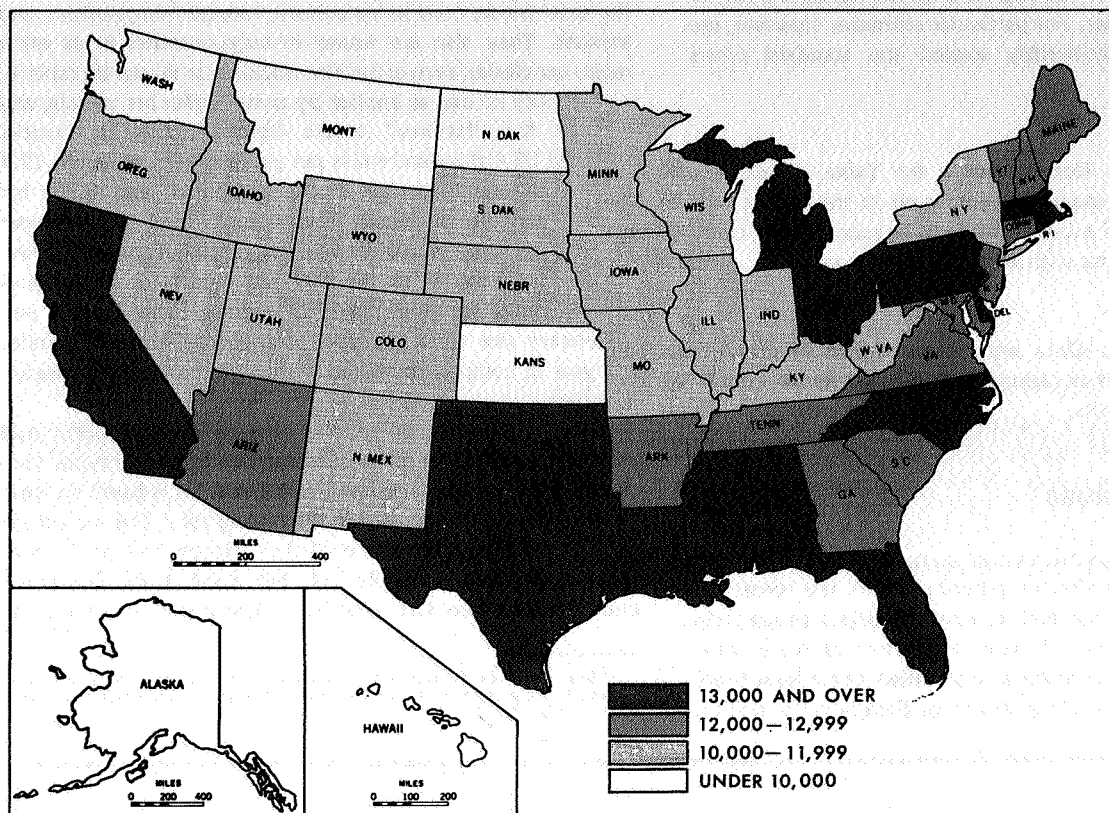 WASH
MONT
N DAK
MINN
OREG
IDAHO
WYO
S DAK
WIS
N Y
VT
N H
MAINE
CONN
R I
NEV
UTAH
COLO
NEBR
IOWA
ILL
IND
KANS
MO
KY
W VA
VA
DEL
ARIZ
N MEX
ARK
TENN
S C
GA
MILES
0 200 400
ALASKA
MILES
0 200 400
HAWAII
MILES
0 100 200
13,000 AND OVER
12,000–12,999
10,000–11,999
UNDER 10,000